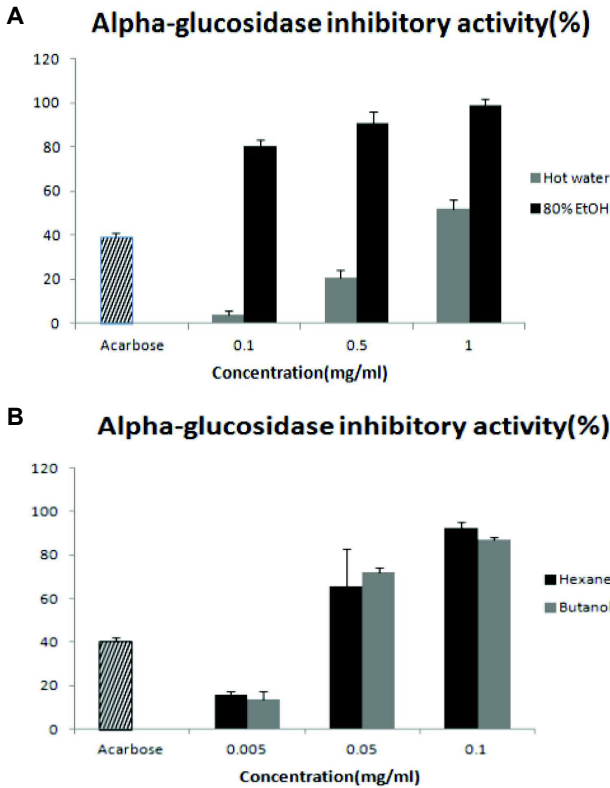 A
Alpha-glucosidase inhibitory activity(%)
120
100
80
60
40
20
0
Hot water
80% EtOH
Acarbose 0.1 0.5 1
Concentration(mg/ml)
B
Alpha-glucosidase inhibitory activity(%)
120
100
80
60
40
20
0
Hexane
Butanol
Acarbose 0.005 0.05 0.1
Concentration(mg/ml)